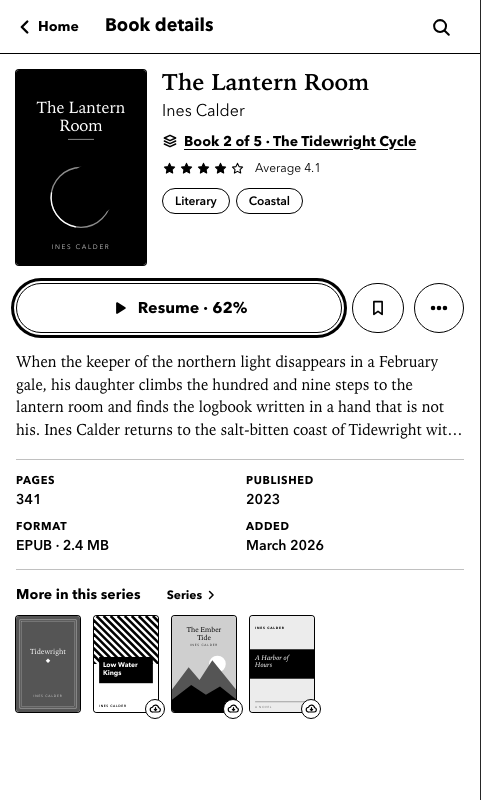 Home
Book details
The Lantern
Room
INES CALDER
The Lantern Room
Ines Calder
Book 2 of 5 · The Tidewright Cycle
Average 4.1
Literary
Coastal
Resume · 62%
When the keeper of the northern light disappears in a February
gale, his daughter climbs the hundred and nine steps to the
lantern room and finds the logbook written in a hand that is not
his. Ines Calder returns to the salt-bitten coast of Tidewright wit…
PAGES
341
PUBLISHED
2023
FORMAT
EPUB · 2.4 MB
ADDED
March 2026
More in this series
Series
Tidewright
INES CALDER
Low Water
Kings
INES CALDER
The Ember
Tide
INES CALDER
INES CALDER
A Harbor of
Hours